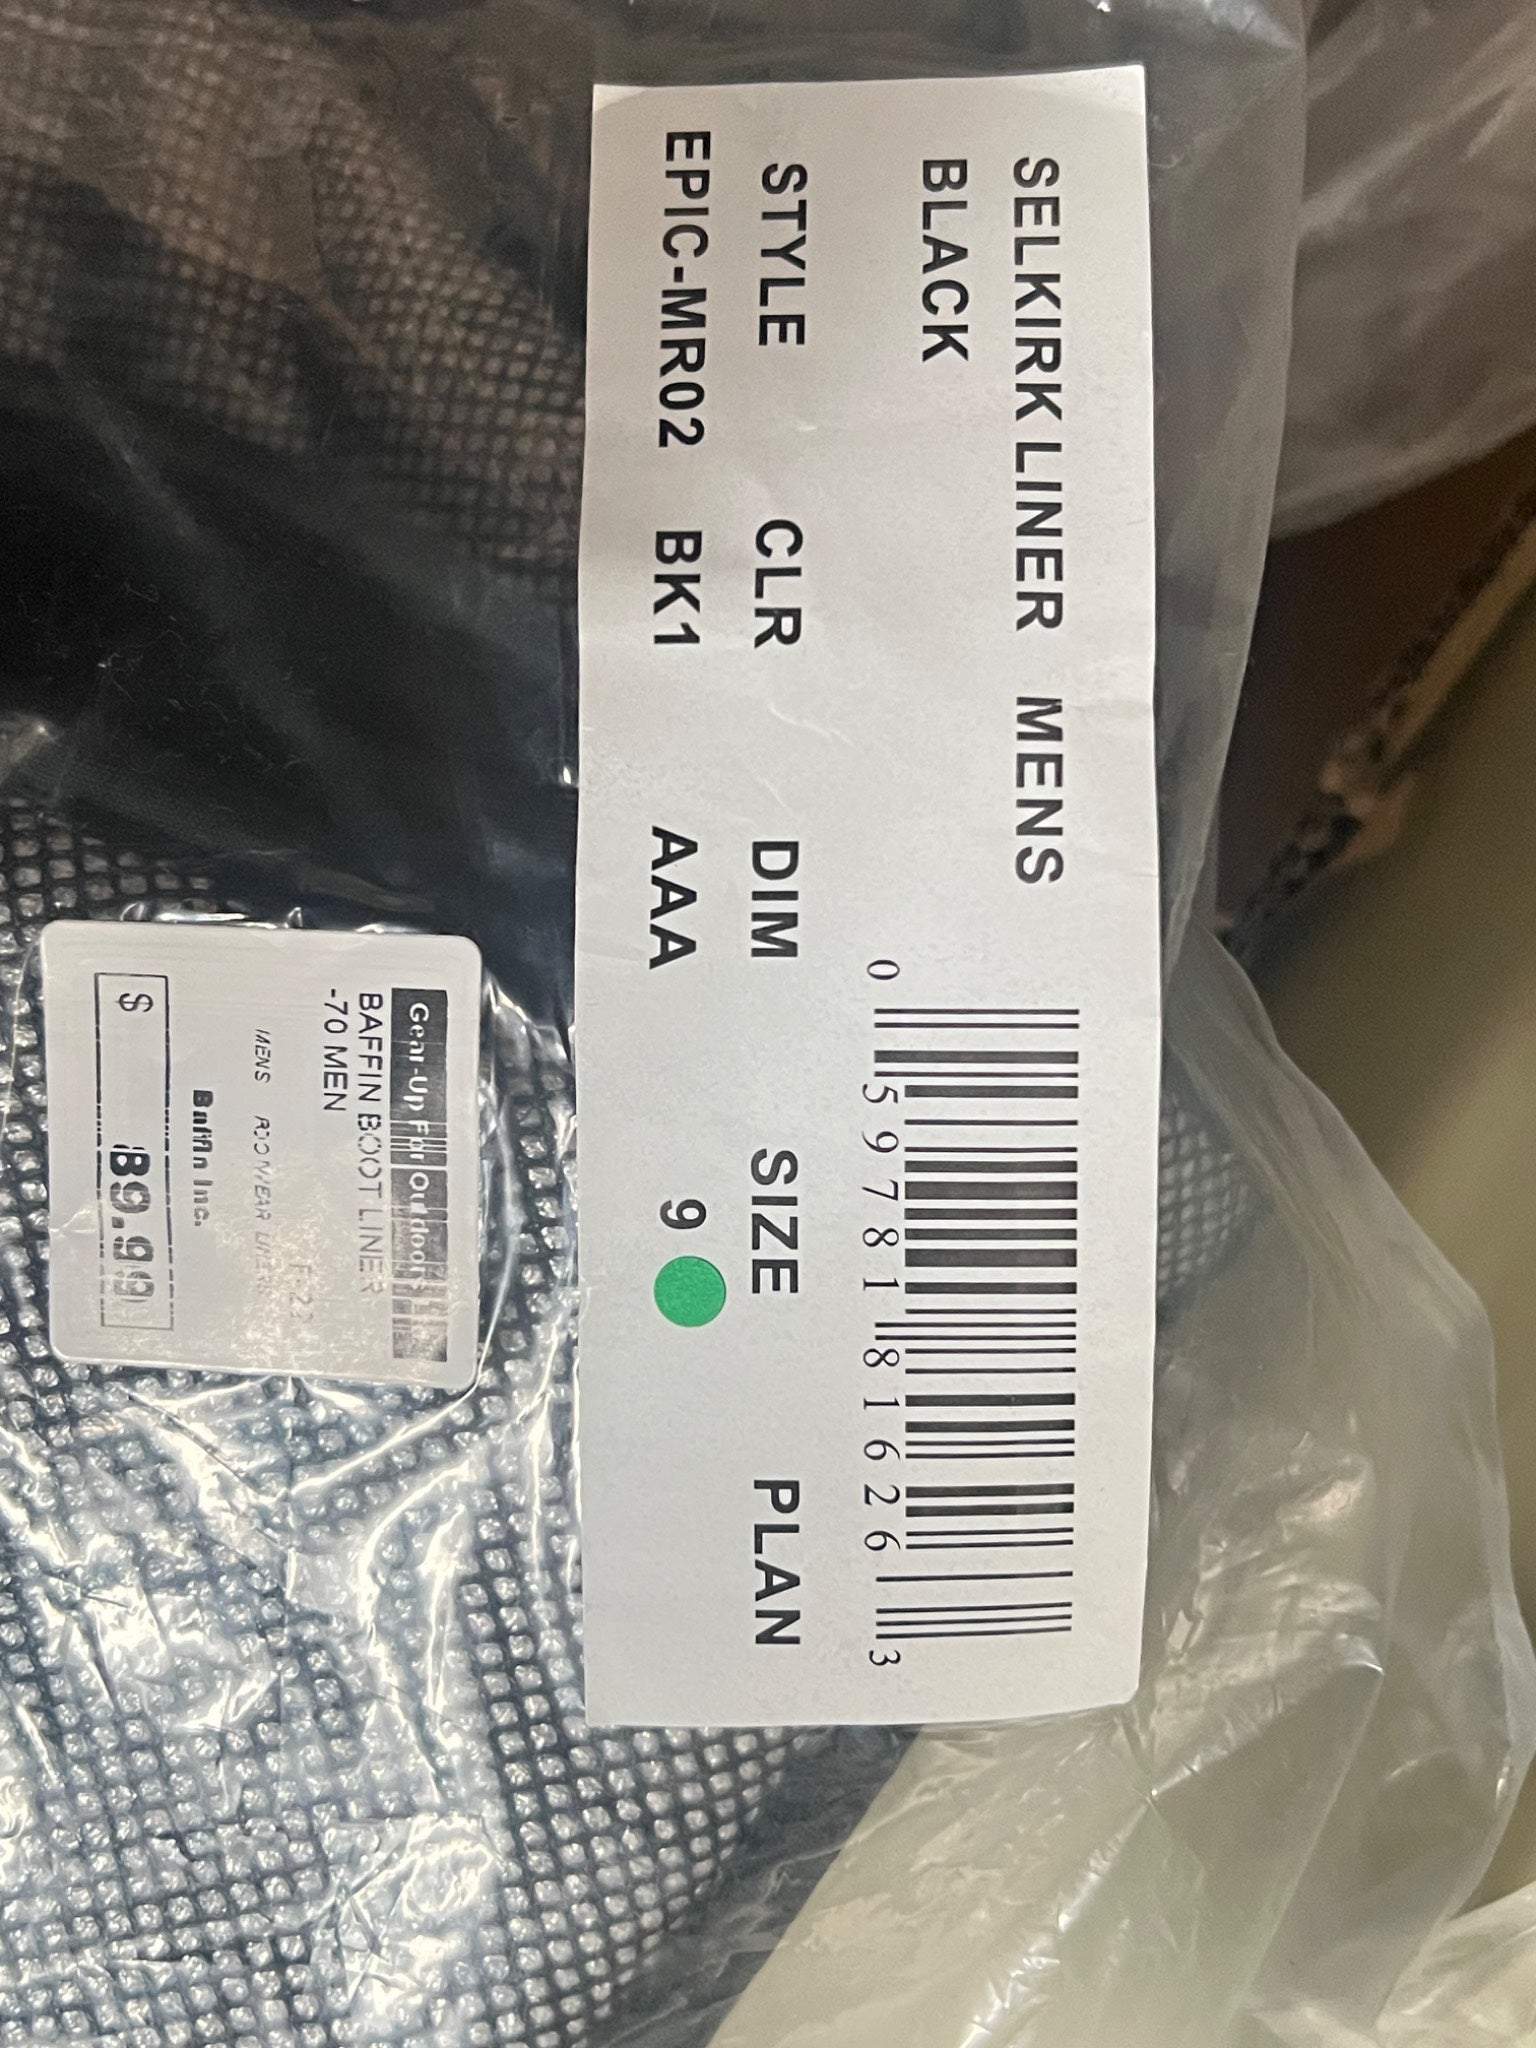 SELKIRK LINER MENS
BLACK
0 59781 81626 3
STYLE CLR DIM SIZE PLAN
EPIC-MR02 BK1 AAA 9
Gear-Up For Outdoors
BAFFIN BOOT LINER
-70 MEN
MENS
Baffin Inc.
$ 89.99